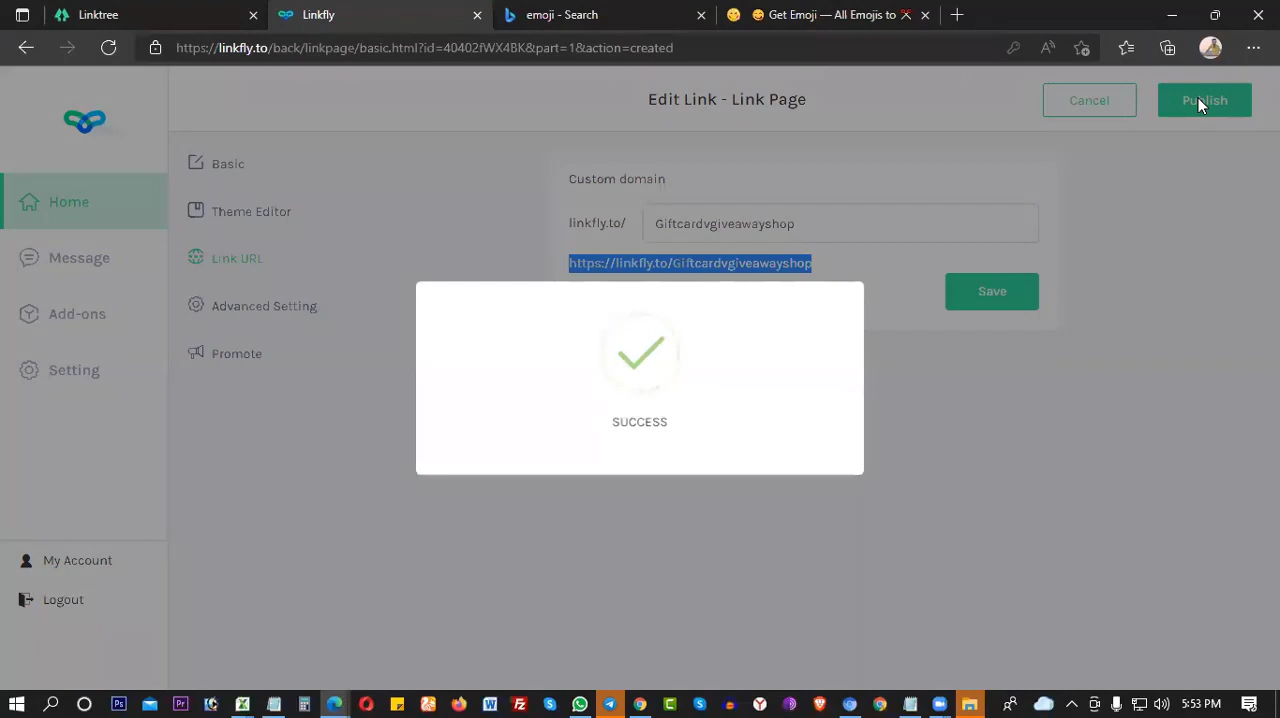 Linktree
Linkfly
emoji - Search
Get Emoji — All Emojis to
https://linkfly.to/back/linkpage/basic.html?id=40402fWX4BK&part=1&action=created
Edit Link - Link Page
Cancel
Publish
Home
Message
Add-ons
Setting
My Account
Logout
Basic
Theme Editor
Link URL
Advanced Setting
Promote
Custom domain
linkfly.to/
Giftcardvgiveawayshop
https://linkfly.to/Giftcardvgiveawayshop
Save
SUCCESS
5:53 PM